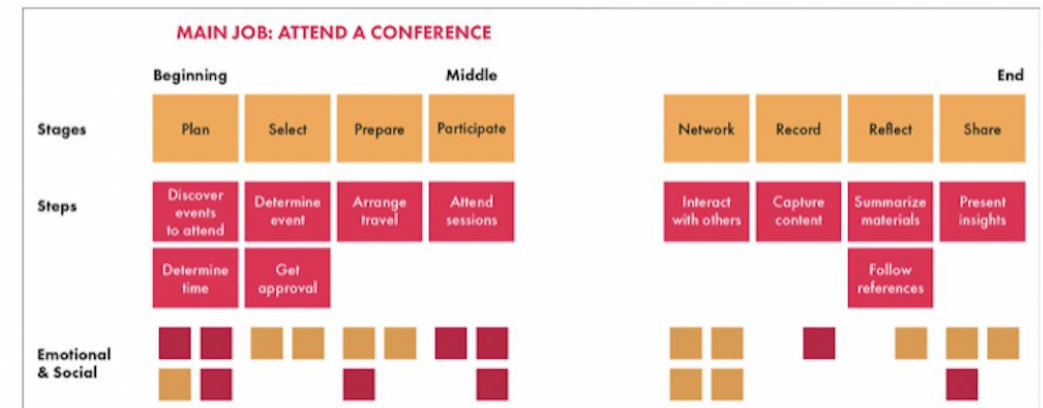 MAIN JOB: ATTEND A CONFERENCE
Beginning
Middle
End
Stages
Plan
Select
Prepare
Participate
Network
Record
Reflect
Share
Steps
Discover
events
to attend
Determine
event
Arrange
travel
Attend
sessions
Interact
with others
Capture
content
Summarize
materials
Present
insights
Determine
time
Get
approval
Follow
references
Emotional
& Social